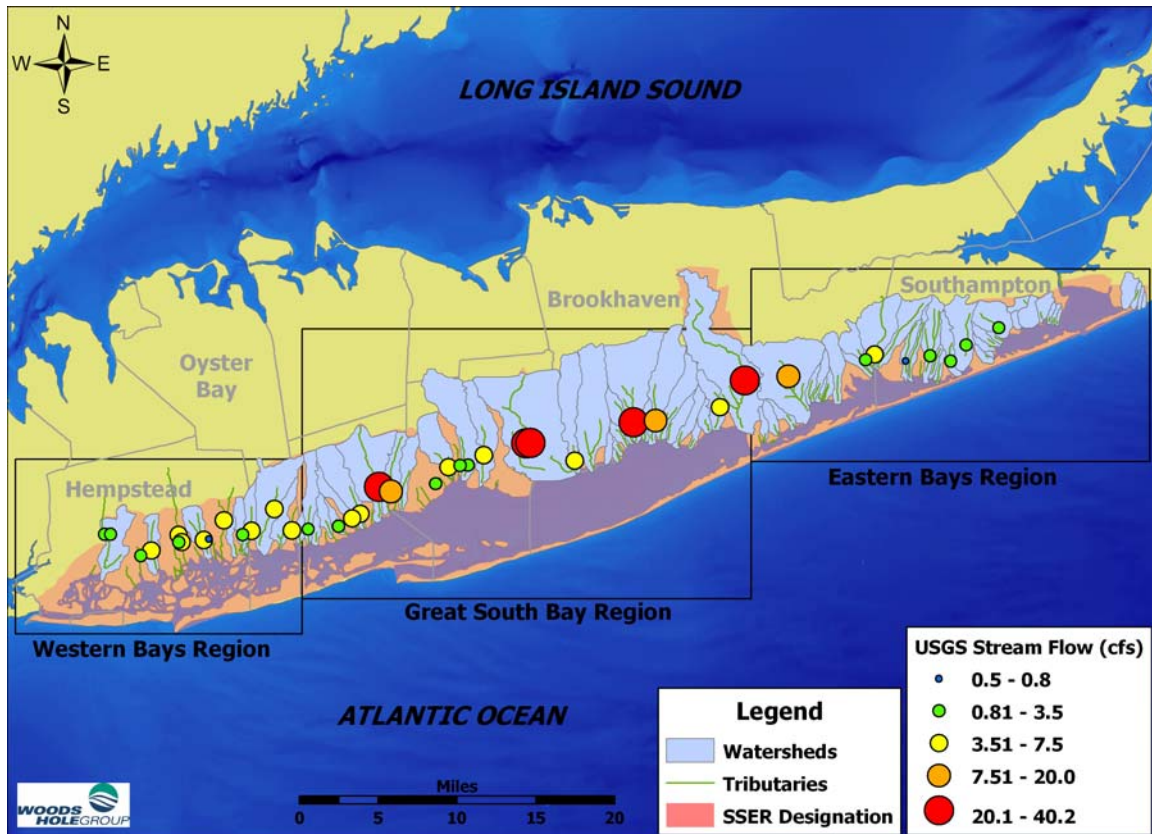 N
W E
S
LONG ISLAND SOUND
Brookhaven
Southampton
Oyster
Bay
Hempstead
Eastern Bays Region
Great South Bay Region
Western Bays Region
ATLANTIC OCEAN
Miles
0 5 10 20
WOODS
HOLE GROUP
Legend
Watersheds
Tributaries
SSER Designation
USGS Stream Flow (cfs)
0.5 - 0.8
0.81 - 3.5
3.51 - 7.5
7.51 - 20.0
20.1 - 40.2